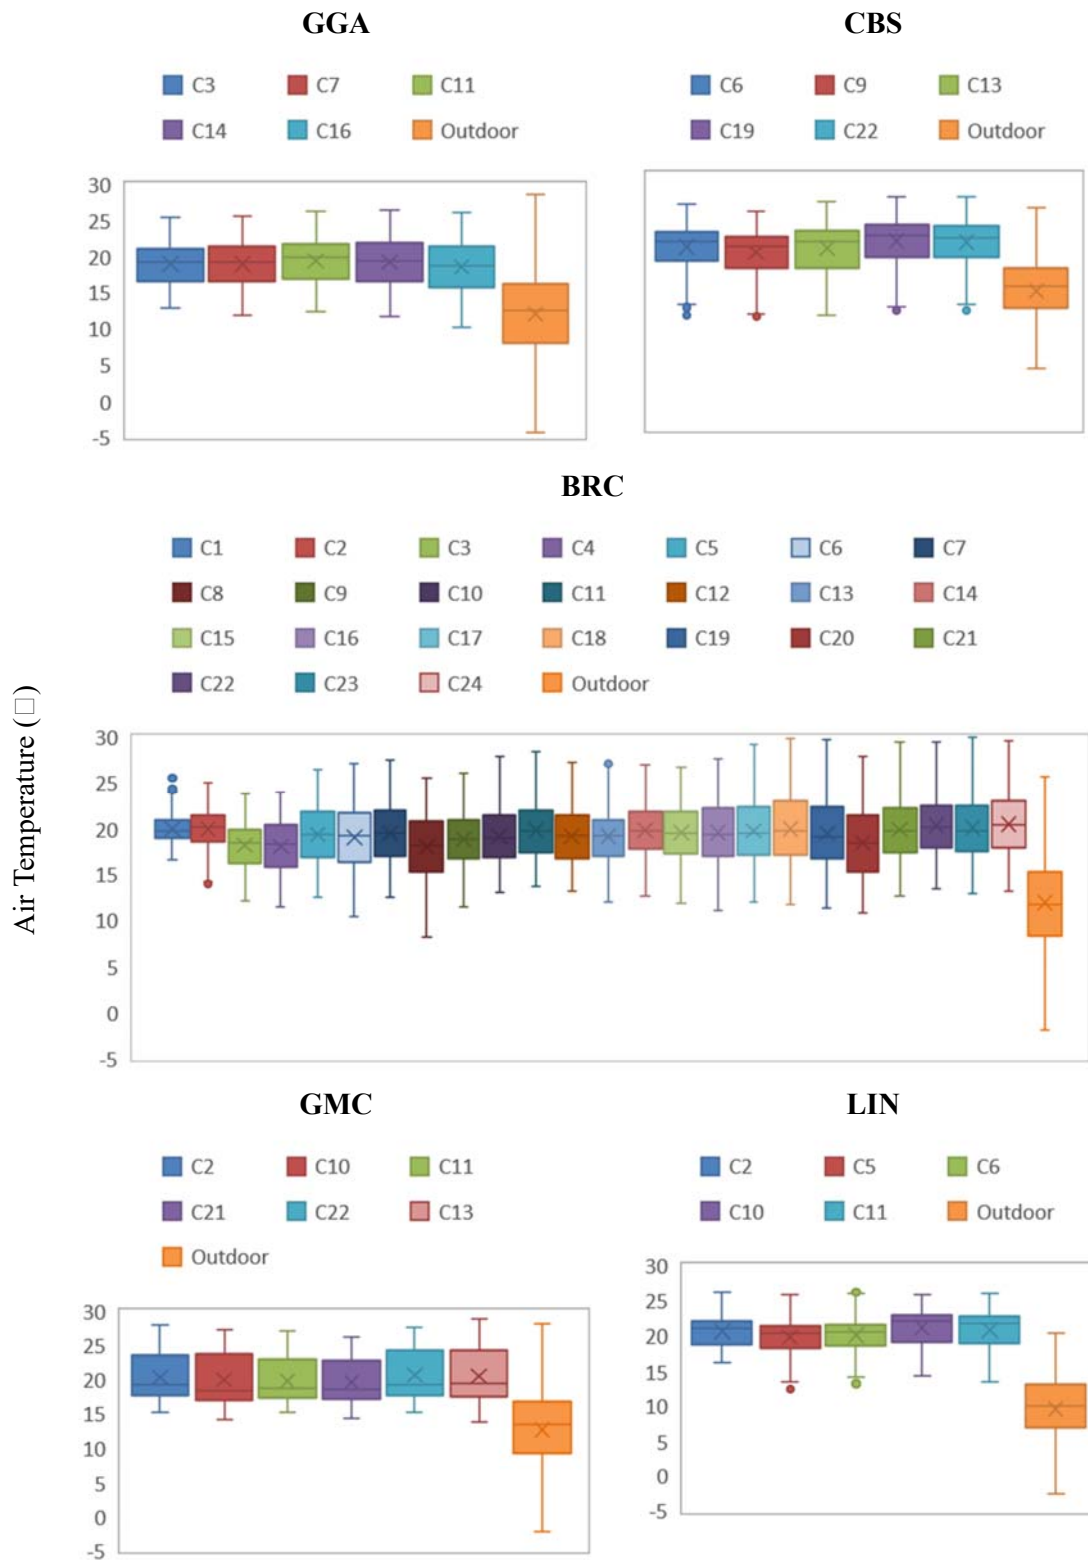 GGA
C3 C7 C11
C14 C16 Outdoor
30
25
20
15
10
5
0
-5
CBS
C6 C9 C13
C19 C22 Outdoor
BRC
C1 C2 C3 C4 C5 C6 C7
C8 C9 C10 C11 C12 C13 C14
C15 C16 C17 C18 C19 C20 C21
C22 C23 C24 Outdoor
Air Temperature (□)
30
25
20
15
10
5
0
-5
GMC
C2 C10 C11
C21 C22 C13
Outdoor
30
25
20
15
10
5
0
-5
LIN
C2 C5 C6
C10 C11 Outdoor
30
25
20
15
10
5
0
-5